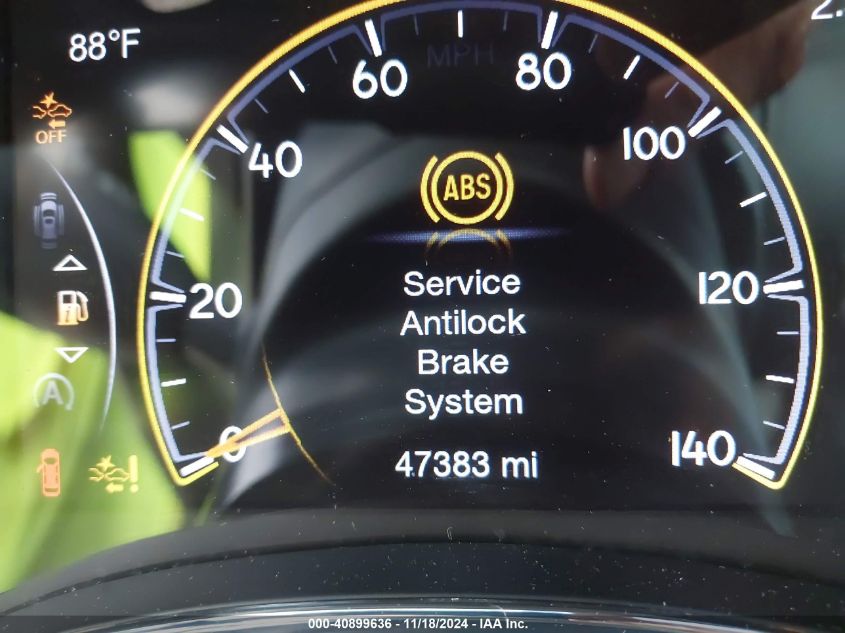 2.
88°F
MPH
60
80
OFF
40
100
ABS
20
120
Service
Antilock
Brake
System
A
0
140
47383 mi
!
000-40899636 - 11/18/2024 - IAA Inc.